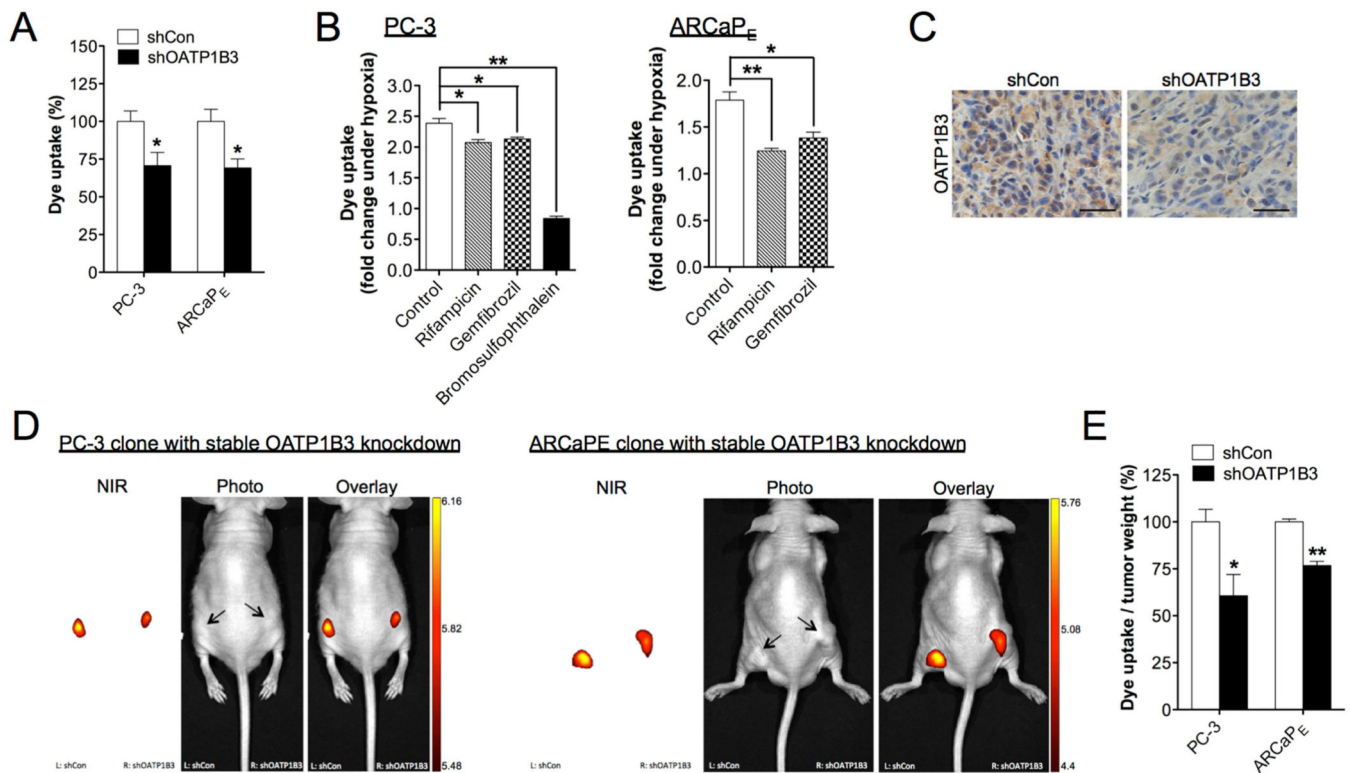 A
shCon
shOATP1B3
Dye uptake (%)
150
125
100
75
50
25
0
*
*
PC-3
ARCaPE
B
PC-3
Dye uptake
(fold change under hypoxia)
3.0
2.5
2.0
1.5
1.0
0.5
0.0
**
*
*
Control
Rifampicin
Gemfibrozil
Bromosulfophthalein
ARCaPE
Dye uptake
(fold change under hypoxia)
2.0
1.6
1.2
0.8
0.4
0.0
*
**
Control
Rifampicin
Gemfibrozil
C
shCon
shOATP1B3
OATP1B3
D
PC-3 clone with stable OATP1B3 knockdown
NIR
Photo
Overlay
6.16
5.82
5.48
L: shCon
R: shOATP1B3
L: shCon
R: shOATP1B3
L: shCon
R: shOATP1B3
ARCaPE clone with stable OATP1B3 knockdown
NIR
Photo
Overlay
5.76
5.08
4.4
L: shCon
R: shOATP1B3
L: shCon
R: shOATP1B3
L: shCon
R: shOATP1B3
E
shCon
shOATP1B3
Dye uptake / tumor weight (%)
125
100
75
50
25
0
*
**
PC-3
ARCaPE